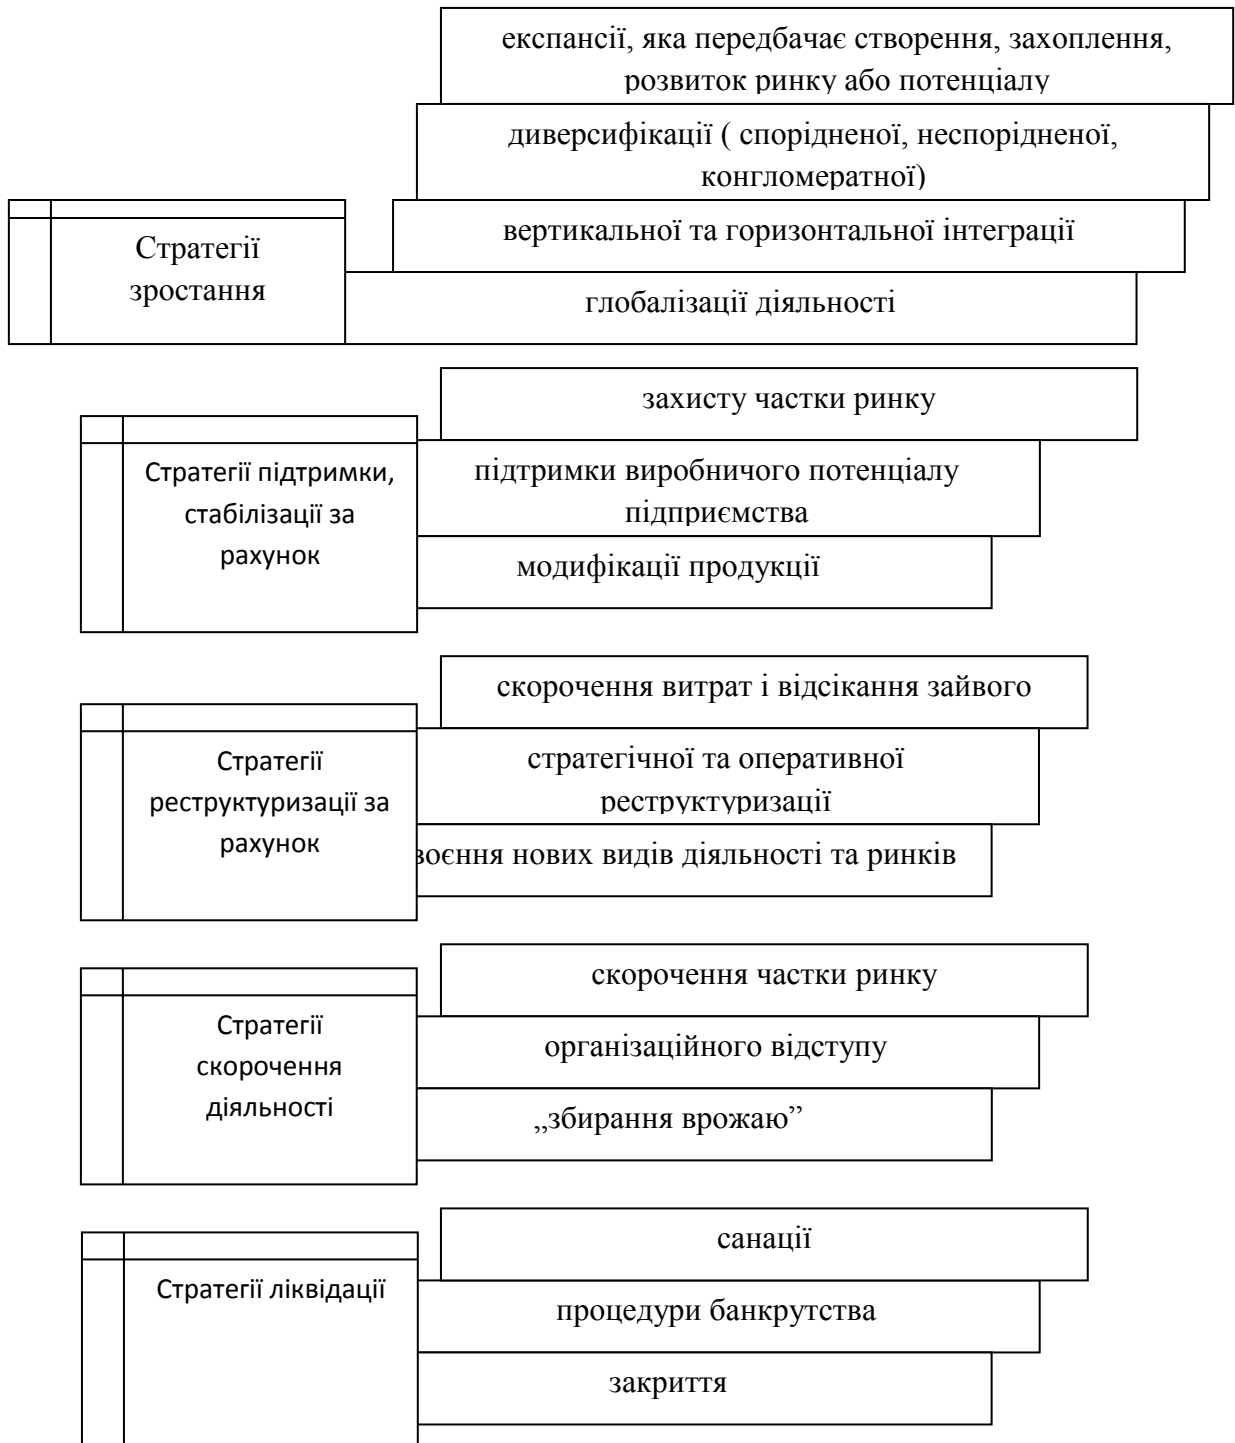 експансії, яка передбачає створення, захоплення,
розвиток ринку або потенціалу
диверсифікації ( спорідненої, неспорідненої,
конгломератної)
вертикальної та горизонтальної інтеграції
глобалізації діяльності
Стратегії
зростання
захисту частки ринку
підтримки виробничого потенціалу
підприємства
модифікації продукції
Стратегії підтримки,
стабілізації за
рахунок
скорочення витрат і відсікання зайвого
стратегічної та оперативної
реструктуризації
нових видів діяльності та ринків
Стратегії
реструктуризації за
рахунок
скорочення частки ринку
організаційного відступу
„збирання врожаю”
Стратегії
скорочення
діяльності
санації
процедури банкрутства
закриття
Стратегії ліквідації